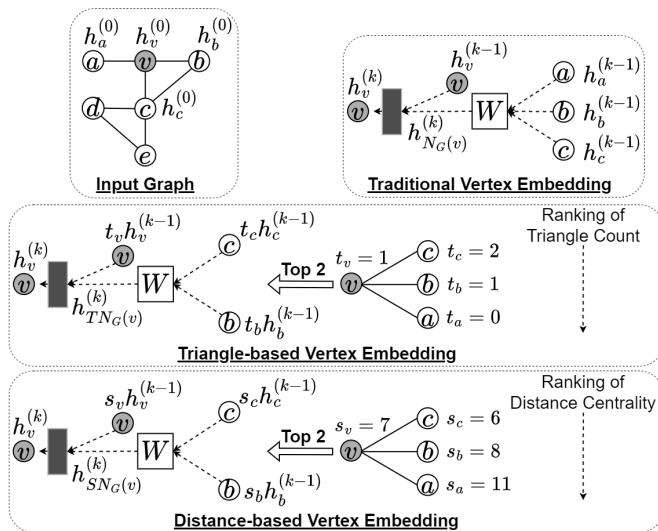 h_a^{(0)} h_v^{(0)} h_b^{(0)}
a v b
d c h_c^{(0)}
e
Input Graph
h_v^{(k)} h_v^{(k-1)} a h_a^{(k-1)}
v v W b h_b^{(k-1)}
h_{N_G(v)}^{(k)} c h_c^{(k-1)}
Traditional Vertex Embedding
t_v h_v^{(k-1)} t_c h_c^{(k-1)} Ranking of
h_v^{(k)} v c Top 2 t_v = 1 c t_c = 2 Triangle Count
v W v b t_b = 1
h_{TN_G(v)}^{(k)} b t_b h_b^{(k-1)} a t_a = 0
Triangle-based Vertex Embedding
s_v h_v^{(k-1)} s_c h_c^{(k-1)} Ranking of
h_v^{(k)} v c Top 2 s_v = 7 c s_c = 6 Distance Centrality
v W v b s_b = 8
h_{SN_G(v)}^{(k)} b s_b h_b^{(k-1)} a s_a = 11
Distance-based Vertex Embedding